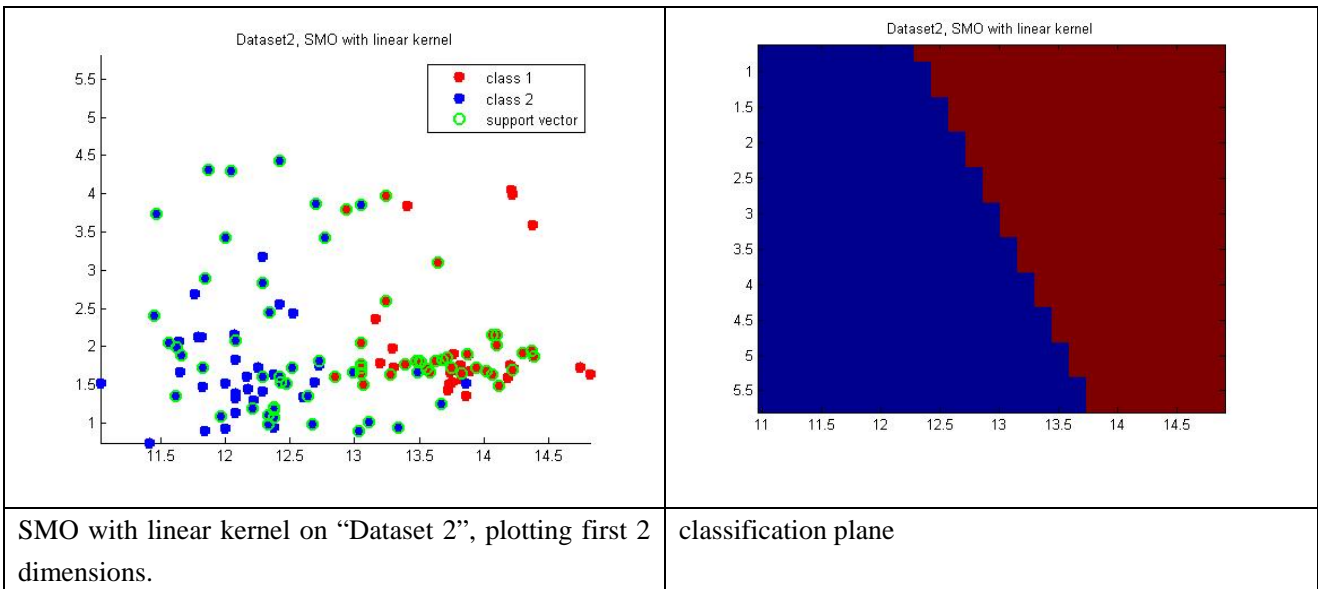 Dataset2, SMO with linear kernel
class 1
class 2
support vector
5.5
5
4.5
4
3.5
3
2.5
2
1.5
1
11.5 12 12.5 13 13.5 14 14.5
Dataset2, SMO with linear kernel
1
1.5
2
2.5
3
3.5
4
4.5
5
5.5
11 11.5 12 12.5 13 13.5 14 14.5
SMO with linear kernel on “Dataset 2”, plotting first 2
dimensions.
classification plane